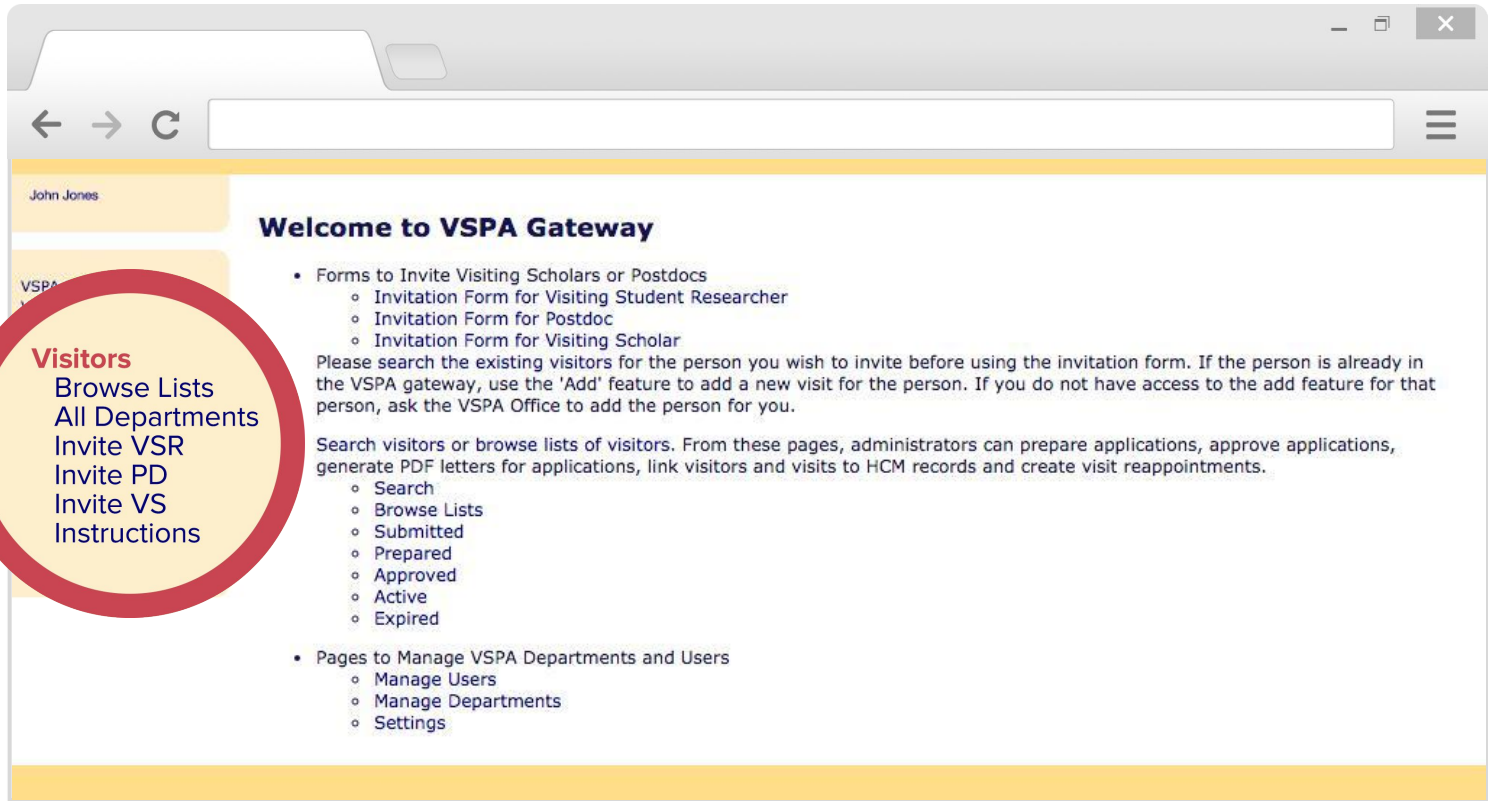 John Jones
Welcome to VSPA Gateway
VSPA
Visitors
Browse Lists
All Departments
Invite VSR
Invite PD
Invite VS
Instructions
• Forms to Invite Visiting Scholars or Postdocs
◦ Invitation Form for Visiting Student Researcher
◦ Invitation Form for Postdoc
◦ Invitation Form for Visiting Scholar
Please search the existing visitors for the person you wish to invite before using the invitation form. If the person is already in
the VSPA gateway, use the 'Add' feature to add a new visit for the person. If you do not have access to the add feature for that
person, ask the VSPA Office to add the person for you.
Search visitors or browse lists of visitors. From these pages, administrators can prepare applications, approve applications,
generate PDF letters for applications, link visitors and visits to HCM records and create visit reappointments.
◦ Search
◦ Browse Lists
◦ Submitted
◦ Prepared
◦ Approved
◦ Active
◦ Expired
• Pages to Manage VSPA Departments and Users
◦ Manage Users
◦ Manage Departments
◦ Settings